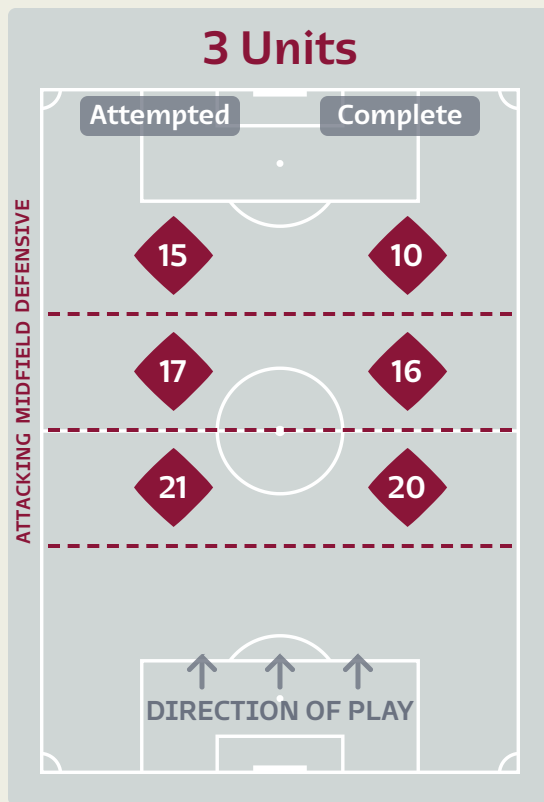 3 Units
Attempted Complete
ATTACKING MIDFIELD DEFENSIVE
15 10
17 16
21 20
DIRECTION OF PLAY